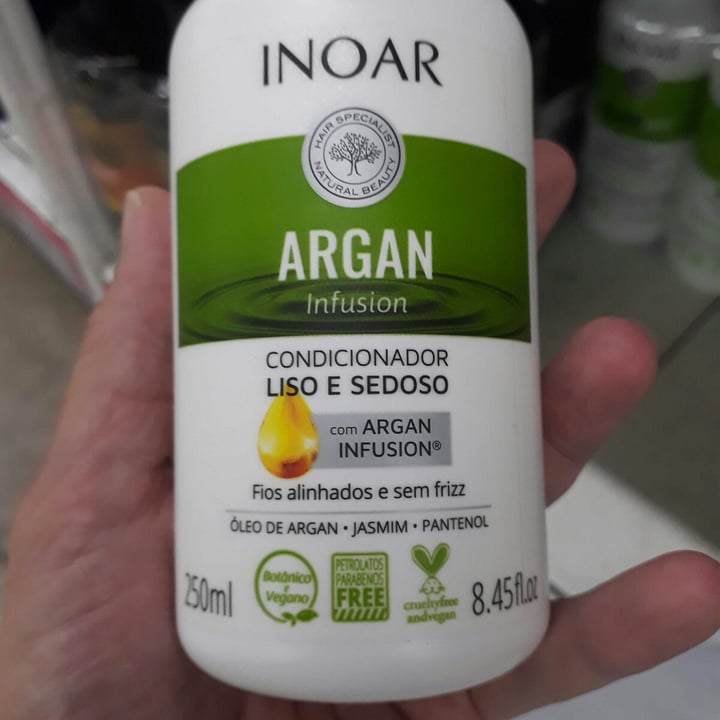 INOAR
HAIR SPECIALIST
NATURAL BEAUTY
ARGAN
Infusion
CONDICIONADOR
LISO E SEDOSO
com ARGAN
INFUSION®
Fios alinhados e sem frizz
ÓLEO DE ARGAN • JASMIM • PANTENOL
Botânico
e
Vegano
PETROLATOS
PARABENOS
FREE
crueltyfree
andvegan
250ml
8.45fl.oz
INOAR